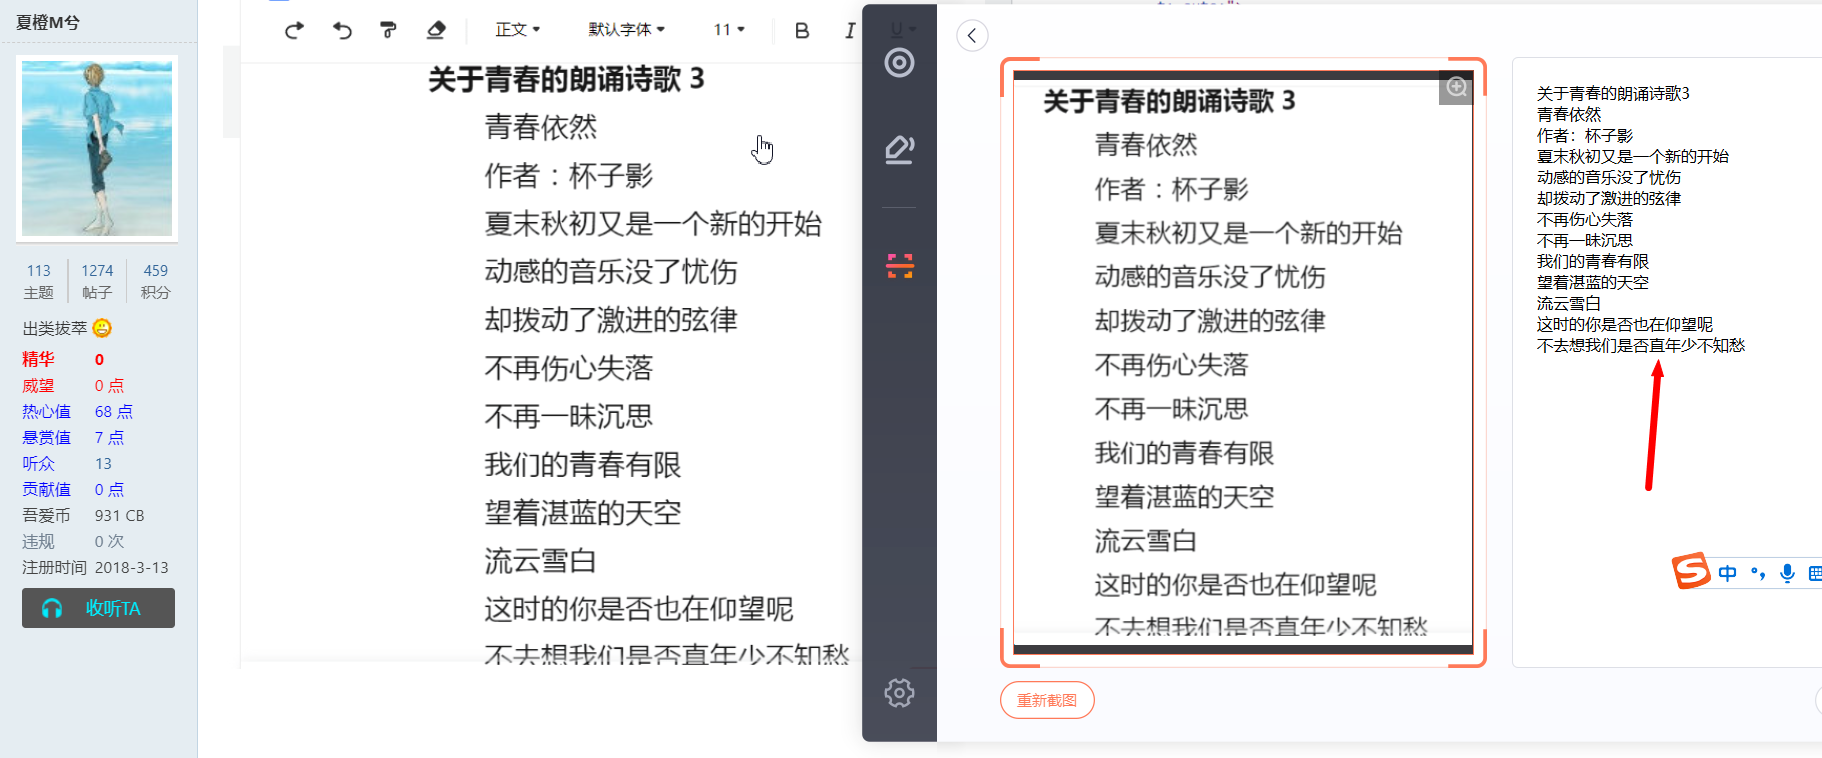 夏橙M兮
113 1274 459
主题 帖子 积分
出类拔萃
精华 0
威望 0 点
热心值 68 点
悬赏值 7 点
听众 13
贡献值 0 点
吾爱币 931 CB
违规 0 次
注册时间 2018-3-13
收听TA
正文 默认字体 11 B I U
关于青春的朗诵诗歌 3
青春依然
作者：杯子影
夏末秋初又是一个新的开始
动感的音乐没了忧伤
却拨动了激进的弦律
不再伤心失落
不再一昧沉思
我们的青春有限
望着湛蓝的天空
流云雪白
这时的你是否也在仰望呢
不去想我们是否真年少不知愁
关于青春的朗诵诗歌 3
青春依然
作者：杯子影
夏末秋初又是一个新的开始
动感的音乐没了忧伤
却拨动了激进的弦律
不再伤心失落
不再一昧沉思
我们的青春有限
望着湛蓝的天空
流云雪白
这时的你是否也在仰望呢
不去想我们是否真年少不知愁
重新截图
关于青春的朗诵诗歌3
青春依然
作者：杯子影
夏末秋初又是一个新的开始
动感的音乐没了忧伤
却拨动了激进的弦律
不再伤心失落
不再一昧沉思
我们的青春有限
望着湛蓝的天空
流云雪白
这时的你是否也在仰望呢
不去想我们是否直年少不知愁
S 中